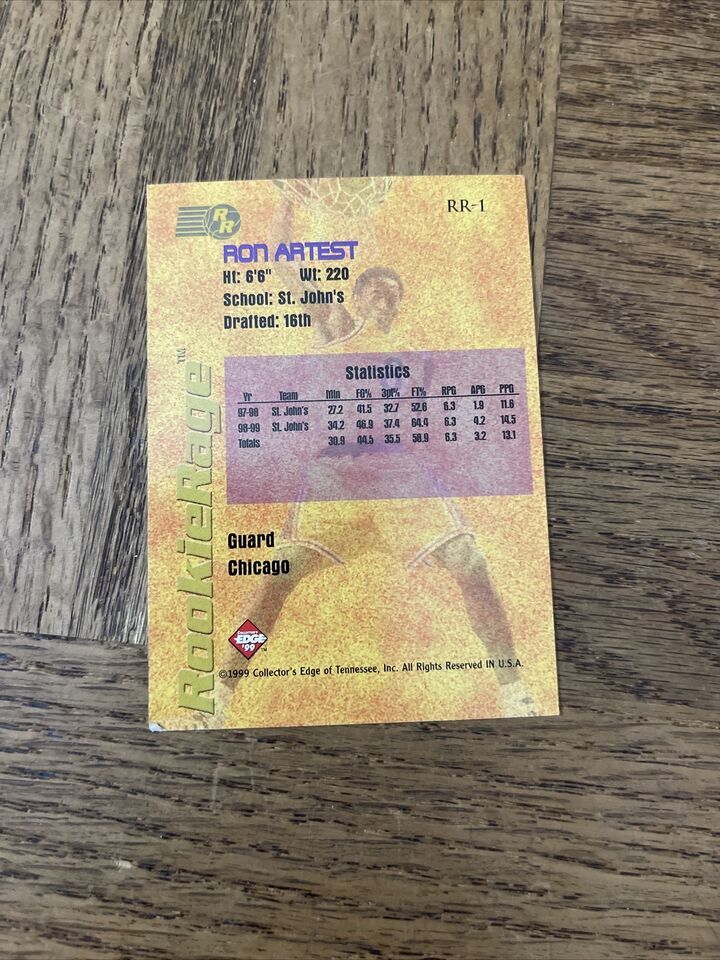 RR-1
RR
RON ARTEST
Ht: 6'6" Wt: 220
School: St. John's
Drafted: 16th
RookieRage™
Statistics
Yr Team Min FG% 3pt% FT% RPG APG PPG
97-98 St. John's 27.2 41.5 32.7 52.6 6.3 1.9 11.6
98-99 St. John's 34.2 46.9 37.4 64.4 6.3 4.2 14.5
Totals 30.9 44.5 35.5 58.9 6.3 3.2 13.1
Guard
Chicago
COLLECTOR'S
EDGE
'99 TM
©1999 Collector's Edge of Tennessee, Inc. All Rights Reserved IN U.S.A.